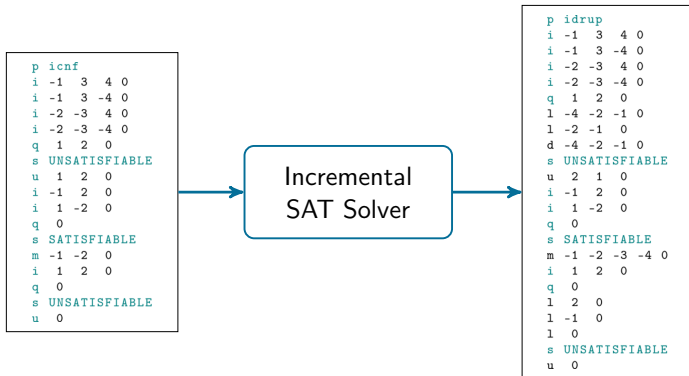 p icnf
i -1 3 4 0
i -1 3 -4 0
i -2 -3 4 0
i -2 -3 -4 0
q 1 2 0
s UNSATISFIABLE
u 1 2 0
i -1 2 0
i 1 -2 0
q 0
s SATISFIABLE
m -1 -2 0
i 1 2 0
q 0
s UNSATISFIABLE
u 0
Incremental
SAT Solver
p idrup
i -1 3 4 0
i -1 3 -4 0
i -2 -3 4 0
i -2 -3 -4 0
q 1 2 0
l -4 -2 -1 0
l -2 -1 0
d -4 -2 -1 0
s UNSATISFIABLE
u 2 1 0
i -1 2 0
i 1 -2 0
q 0
s SATISFIABLE
m -1 -2 -3 -4 0
i 1 2 0
q 0
l 2 0
l -1 0
l 0
s UNSATISFIABLE
u 0